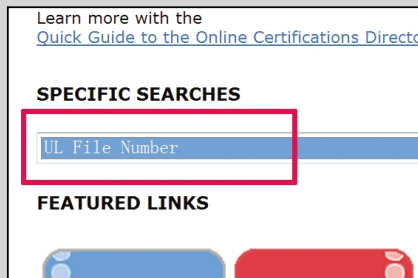 Learn more with the
Quick Guide to the Online Certifications Directo
SPECIFIC SEARCHES
UL File Number
FEATURED LINKS